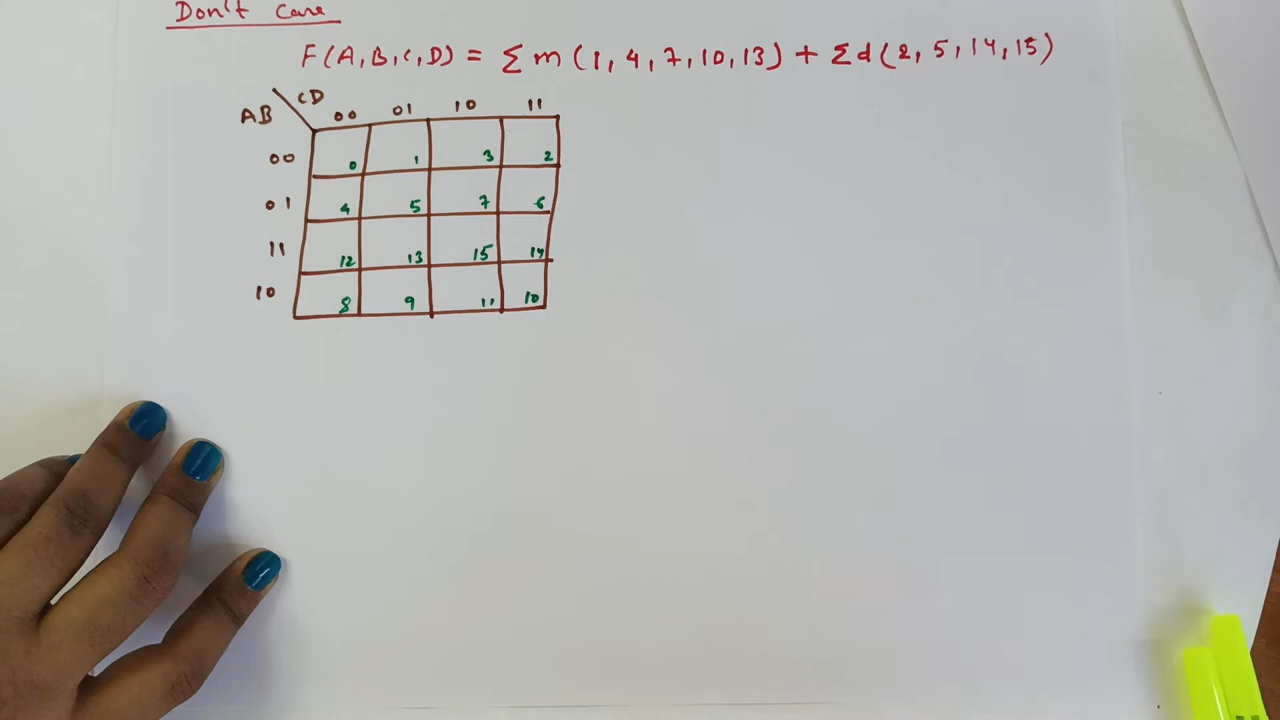 Don't Care
F(A,B,C,D) = Σ m (1, 4, 7, 10, 13) + Σd (2, 5, 14, 15)
AB CD 00 01 10 11
00 0 1 3 2
01 4 5 7 6
11 12 13 15 14
10 8 9 11 10